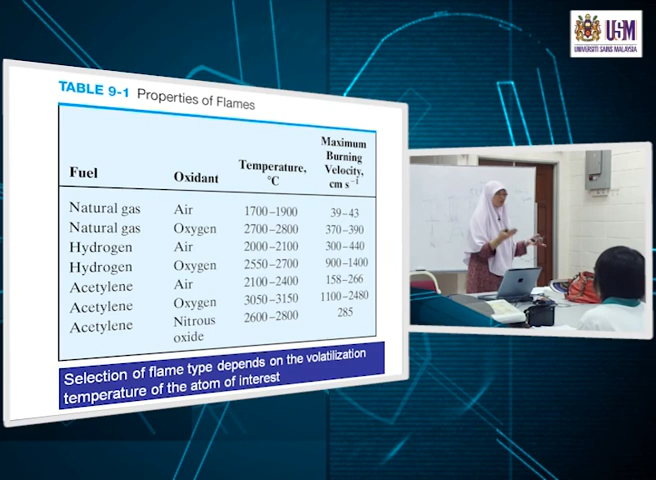 USM
UNIVERSITI SAINS MALAYSIA
TABLE 9-1 Properties of Flames
Fuel Oxidant Temperature, °C Maximum Burning Velocity, cm s⁻¹
Natural gas Air 1700–1900 39–43
Natural gas Oxygen 2700–2800 370–390
Hydrogen Air 2000–2100 300–440
Hydrogen Oxygen 2550–2700 900–1400
Acetylene Air 2100–2400 158–266
Acetylene Oxygen 3050–3150 1100–2480
Acetylene Nitrous oxide 2600–2800 285
Selection of flame type depends on the volatilization
temperature of the atom of interest